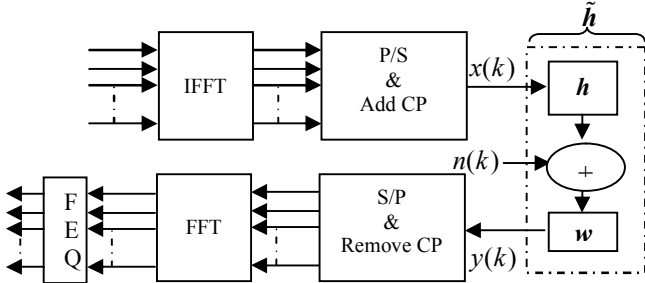 h̃
IFFT
P/S
&
Add CP
x(k)
h
n(k)
+
F
E
Q
FFT
S/P
&
Remove CP
y(k)
w